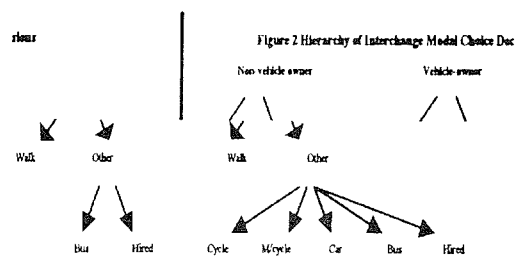 risions
Figure 2 Hierarchy of Interchange Modal Choice Dec
Non-vehicle owner Vehicle-owner
Walk Other Walk Other
Bus Hired Cycle M/cycle Car Bus Hired